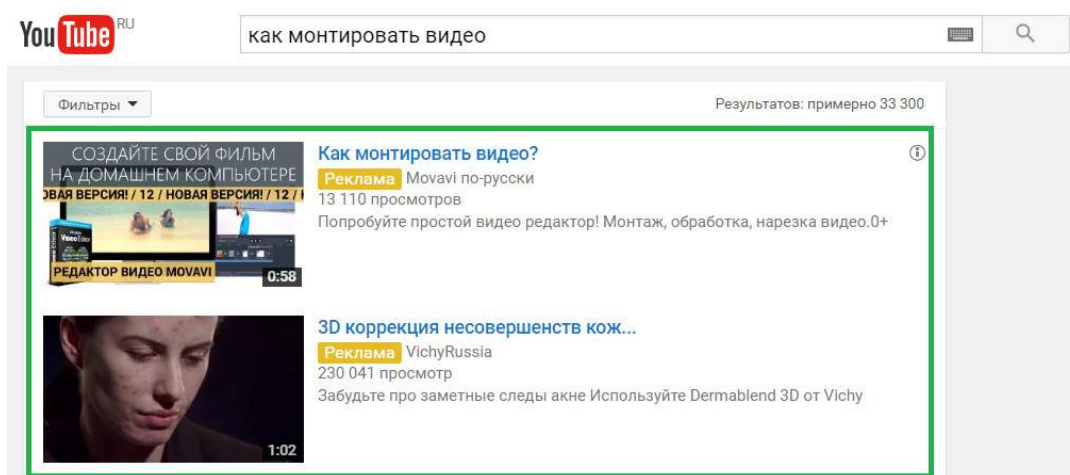 YouTube RU
как монтировать видео
Фильтры
Результатов: примерно 33 300
СОЗДАЙТЕ СВОЙ ФИЛЬМ
НА ДОМАШНЕМ КОМПЬЮТЕРЕ
ОВАЯ ВЕРСИЯ! / 12 / НОВАЯ ВЕРСИЯ! / 12 /
Video Editor
РЕДАКТОР ВИДЕО MOVAVI
0:58
Как монтировать видео?
Реклама Movavi по-русски
13 110 просмотров
Попробуйте простой видео редактор! Монтаж, обработка, нарезка видео.0+
1:02
3D коррекция несовершенств кож...
Реклама VichyRussia
230 041 просмотр
Забудьте про заметные следы акне Используйте Dermablend 3D от Vichy